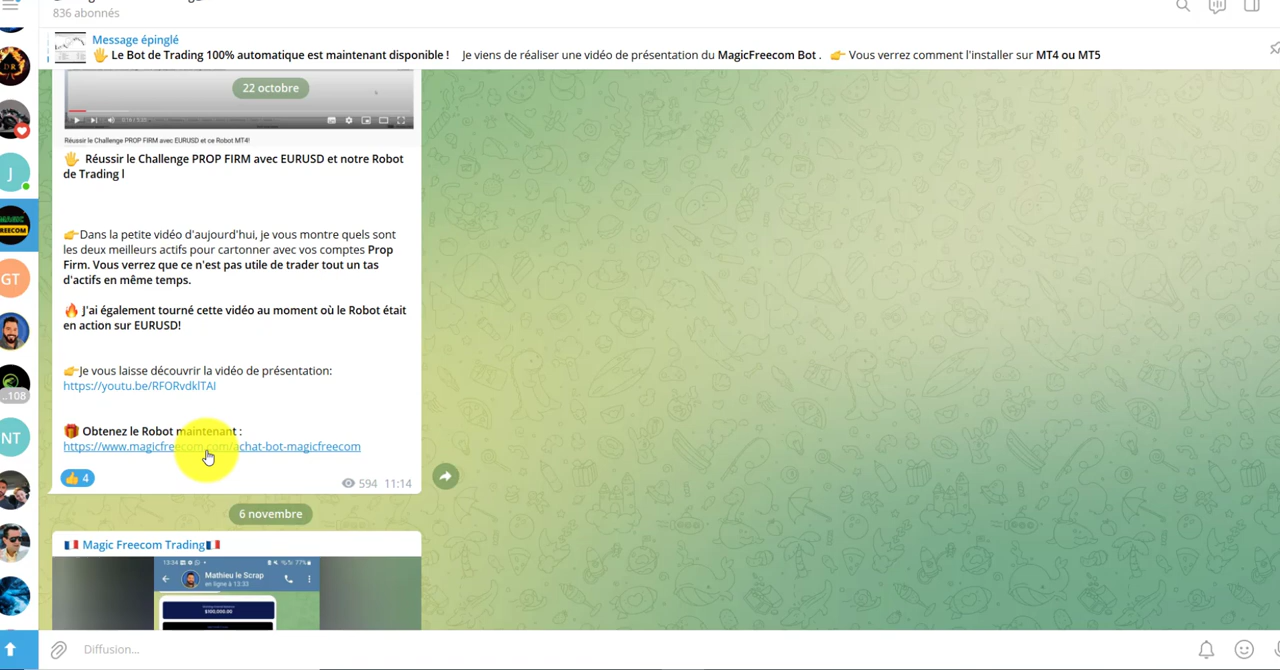 836 abonnés
Message épinglé
🖐 Le Bot de Trading 100% automatique est maintenant disponible ! Je viens de réaliser une vidéo de présentation du MagicFreecom Bot . 👉 Vous verrez comment l'installer sur MT4 ou MT5
22 octobre
Réussir le Challenge PROP FIRM avec EURUSD et ce Robot MT4!
🖐 Réussir le Challenge PROP FIRM avec EURUSD et notre Robot
de Trading l
👉Dans la petite vidéo d'aujourd'hui, je vous montre quels sont
les deux meilleurs actifs pour cartonner avec vos comptes Prop
Firm. Vous verrez que ce n'est pas utile de trader tout un tas
d'actifs en même temps.
🔥 J'ai également tourné cette vidéo au moment où le Robot était
en action sur EURUSD!
👉Je vous laisse découvrir la vidéo de présentation:
https://youtu.be/RFORvdklTAI
🎁 Obtenez le Robot maintenant :
https://www.magicfreecom.com/achat-bot-magicfreecom
👍 4
594 11:14
6 novembre
🇫🇷 Magic Freecom Trading🇫🇷
13:34
77%
Mathieu le Scrap
en ligne à 13:33
$100,000.00
Diffusion...
DR
J
MAGIC
REECOM
GT
..108
NT